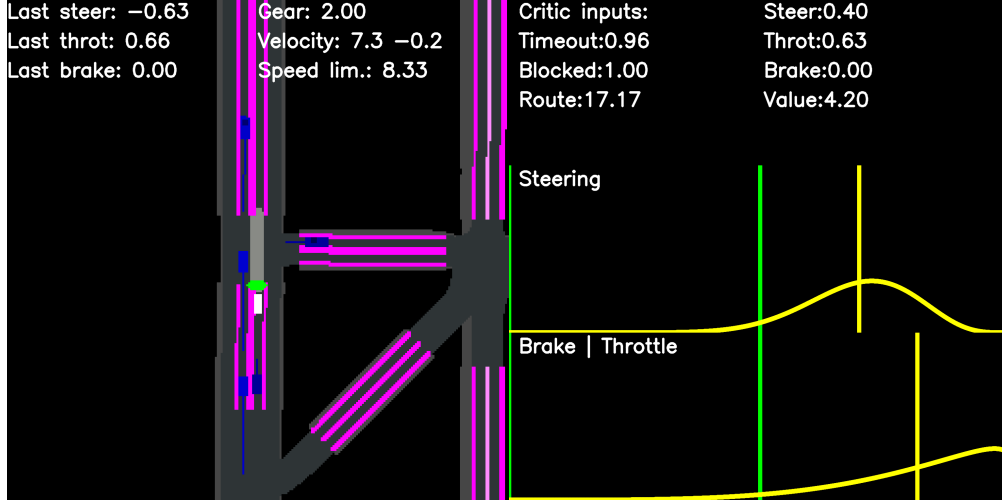 Last steer: −0.63
Last throt: 0.66
Last brake: 0.00
Gear: 2.00
Velocity: 7.3 −0.2
Speed lim.: 8.33
Critic inputs:
Timeout:0.96
Blocked:1.00
Route:17.17
Steer:0.40
Throt:0.63
Brake:0.00
Value:4.20
Steering
Brake | Throttle